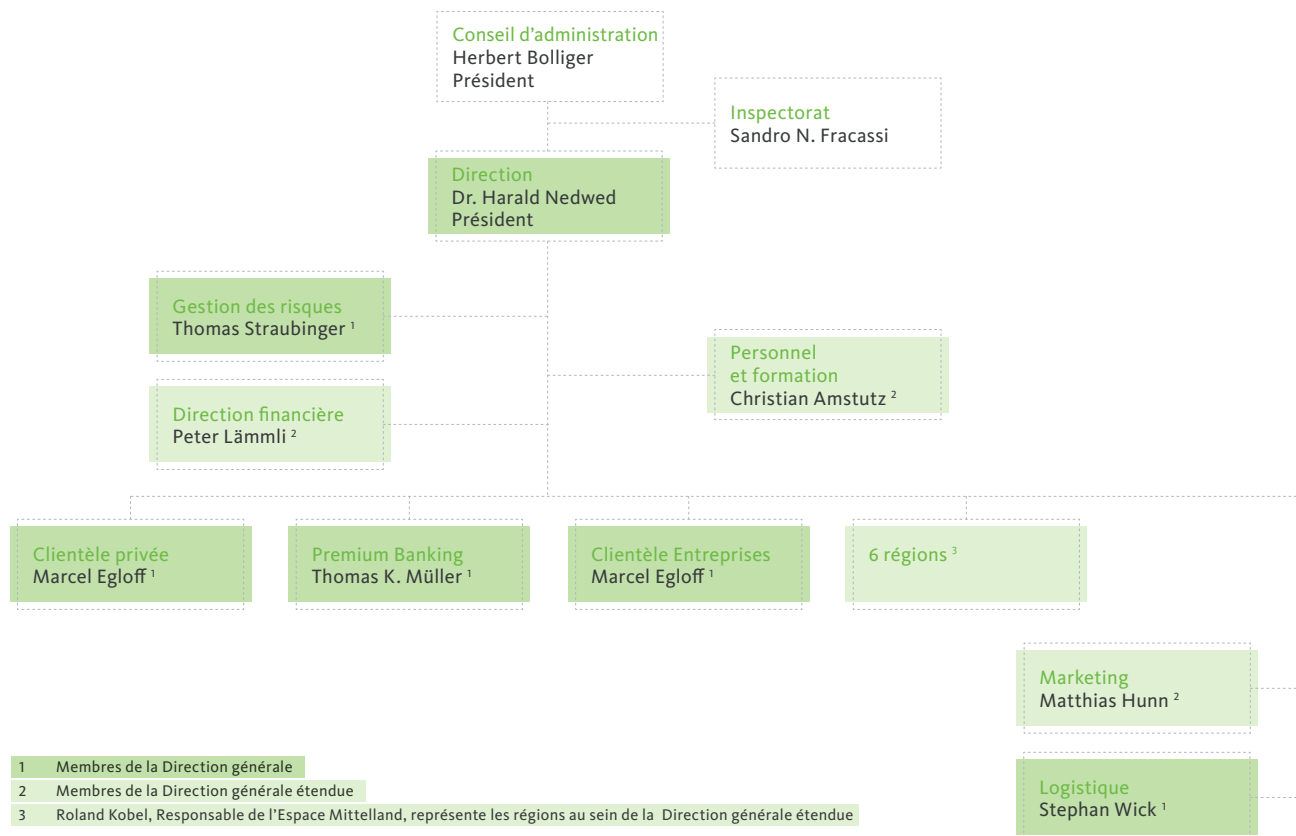 Conseil d’administration
Herbert Bolliger
Président
Inspectorat
Sandro N. Fracassi
Direction
Dr. Harald Nedwed
Président
Gestion des risques
Thomas Straubinger ¹
Personnel
et formation
Christian Amstutz ²
Direction financière
Peter Lämmli ²
Clientèle privée
Marcel Egloff ¹
Premium Banking
Thomas K. Müller ¹
Clientèle Entreprises
Marcel Egloff ¹
6 régions ³
Marketing
Matthias Hunn ²
Logistique
Stephan Wick ¹
1 Membres de la Direction générale
2 Membres de la Direction générale étendue
3 Roland Kobel, Responsable de l’Espace Mittelland, représente les régions au sein de la Direction générale étendue